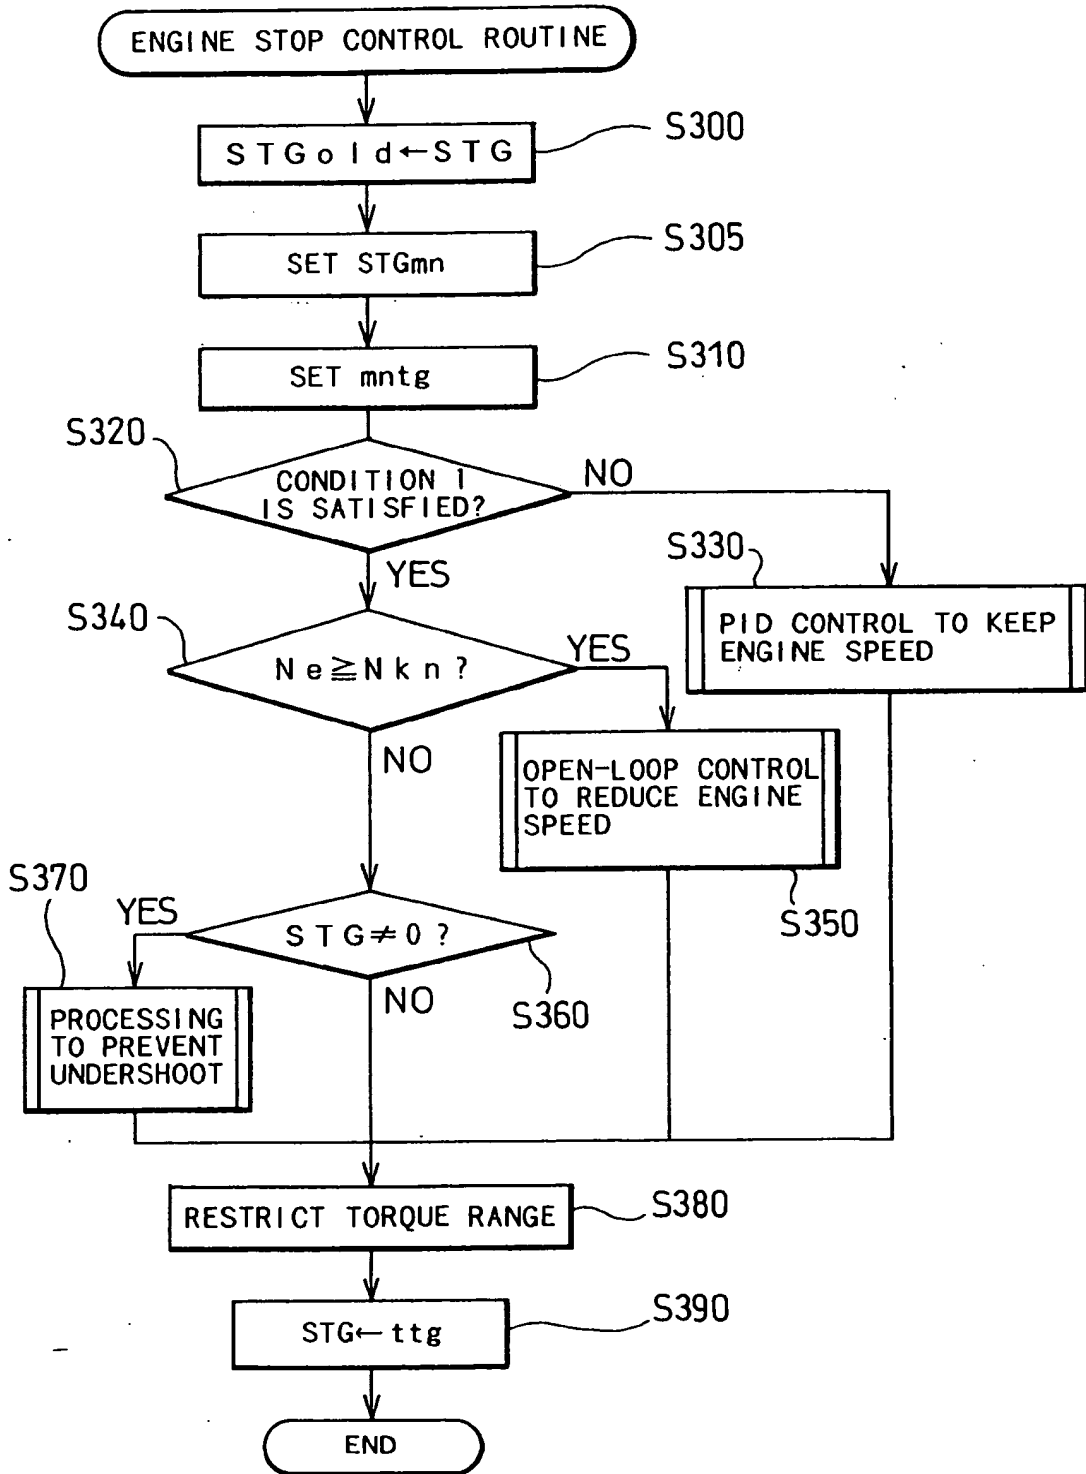 ENGINE STOP CONTROL ROUTINE
S300
STGold←STG
S305
SET STGmn
S310
SET mntg
S320
CONDITION 1
IS SATISFIED?
NO
YES
S330
PID CONTROL TO KEEP
ENGINE SPEED
S340
Ne≧Nkn?
YES
NO
OPEN-LOOP CONTROL
TO REDUCE ENGINE
SPEED
S350
S370
YES
STG≠0?
NO
S360
PROCESSING
TO PREVENT
UNDERSHOOT
RESTRICT TORQUE RANGE
S380
STG←ttg
S390
END